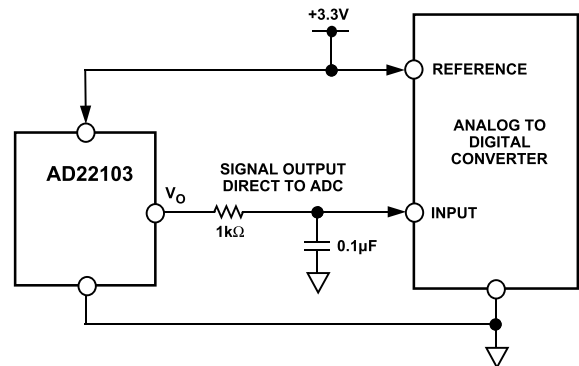 +3.3V
REFERENCE
ANALOG TO
DIGITAL
CONVERTER
AD22103
SIGNAL OUTPUT
DIRECT TO ADC
VO
INPUT
1kΩ
0.1µF